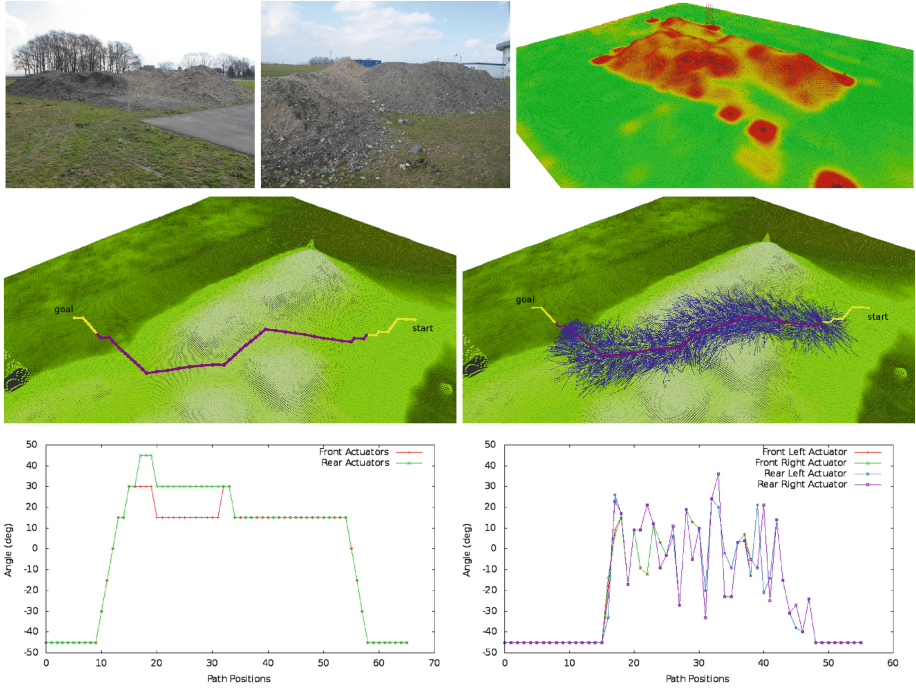 goal
start
goal
start
50
40
30
20
10
0
-10
-20
-30
-40
-50
Angle (deg)
0 10 20 30 40 50 60 70
Path Positions
Front Actuators
Rear Actuators
50
40
30
20
10
0
-10
-20
-30
-40
-50
Angle (deg)
0 10 20 30 40 50 60
Path Positions
Front Left Actuator
Front Right Actuator
Rear Left Actuator
Rear Right Actuator